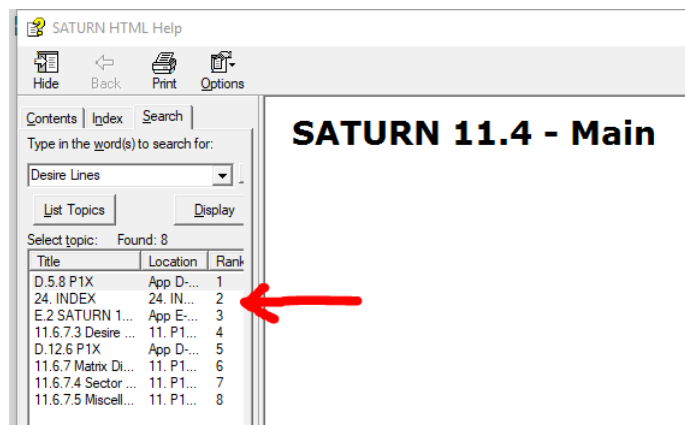 SATURN HTML Help
Hide Back Print Options
Contents Index Search
Type in the word(s) to search for:
SATURN 11.4 - Main
Desire Lines
List Topics Display
Select topic: Found: 8
Title Location Rank
D.5.8 P1X App D-... 1
24. INDEX 24. IN... 2
E.2 SATURN 1... App E-... 3
11.6.7.3 Desire ... 11. P1... 4
D.12.6 P1X App D-... 5
11.6.7 Matrix Di... 11. P1... 6
11.6.7.4 Sector ... 11. P1... 7
11.6.7.5 Miscell... 11. P1... 8